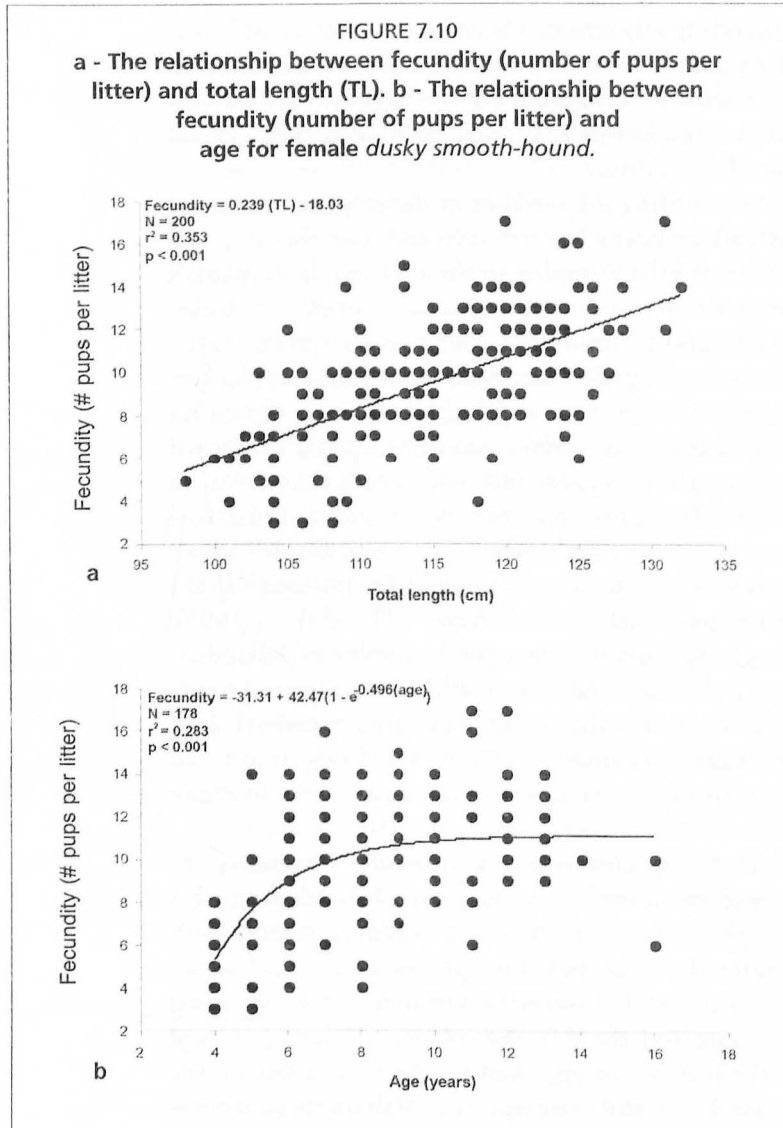 FIGURE 7.10
a - The relationship between fecundity (number of pups per
litter) and total length (TL). b - The relationship between
fecundity (number of pups per litter) and
age for female dusky smooth-hound.
Fecundity = 0.239 (TL) - 18.03
N = 200
r² = 0.353
p < 0.001
Fecundity (# pups per litter)
18
16
14
12
10
8
6
4
2
95 100 105 110 115 120 125 130 135
a
Total length (cm)
Fecundity = -31.31 + 42.47(1 - e^-0.496(age))
N = 178
r² = 0.283
p < 0.001
Fecundity (# pups per litter)
18
16
14
12
10
8
6
4
2
2 4 6 8 10 12 14 16 18
b
Age (years)